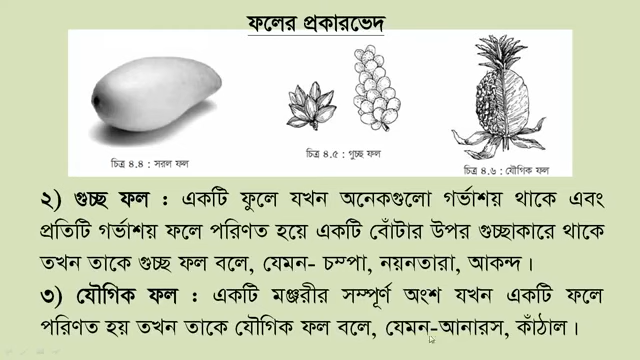 ফলের প্রকারভেদ
চিত্র ৪.৪ : সরল ফল
চিত্র ৪.৫ : গুচ্ছ ফল
চিত্র ৪.৬ : যৌগিক ফল
২) গুচ্ছ ফল : একটি ফুলে যখন অনেকগুলো গর্ভাশয় থাকে এবং
প্রতিটি গর্ভাশয় ফলে পরিণত হয়ে একটি বোঁটার উপর গুচ্ছাকারে থাকে
তখন তাকে গুচ্ছ ফল বলে, যেমন- চম্পা, নয়নতারা, আকন্দ।
৩) যৌগিক ফল : একটি মঞ্জরীর সম্পূর্ণ অংশ যখন একটি ফলে
পরিণত হয় তখন তাকে যৌগিক ফল বলে, যেমন-আনারস, কাঁঠাল।